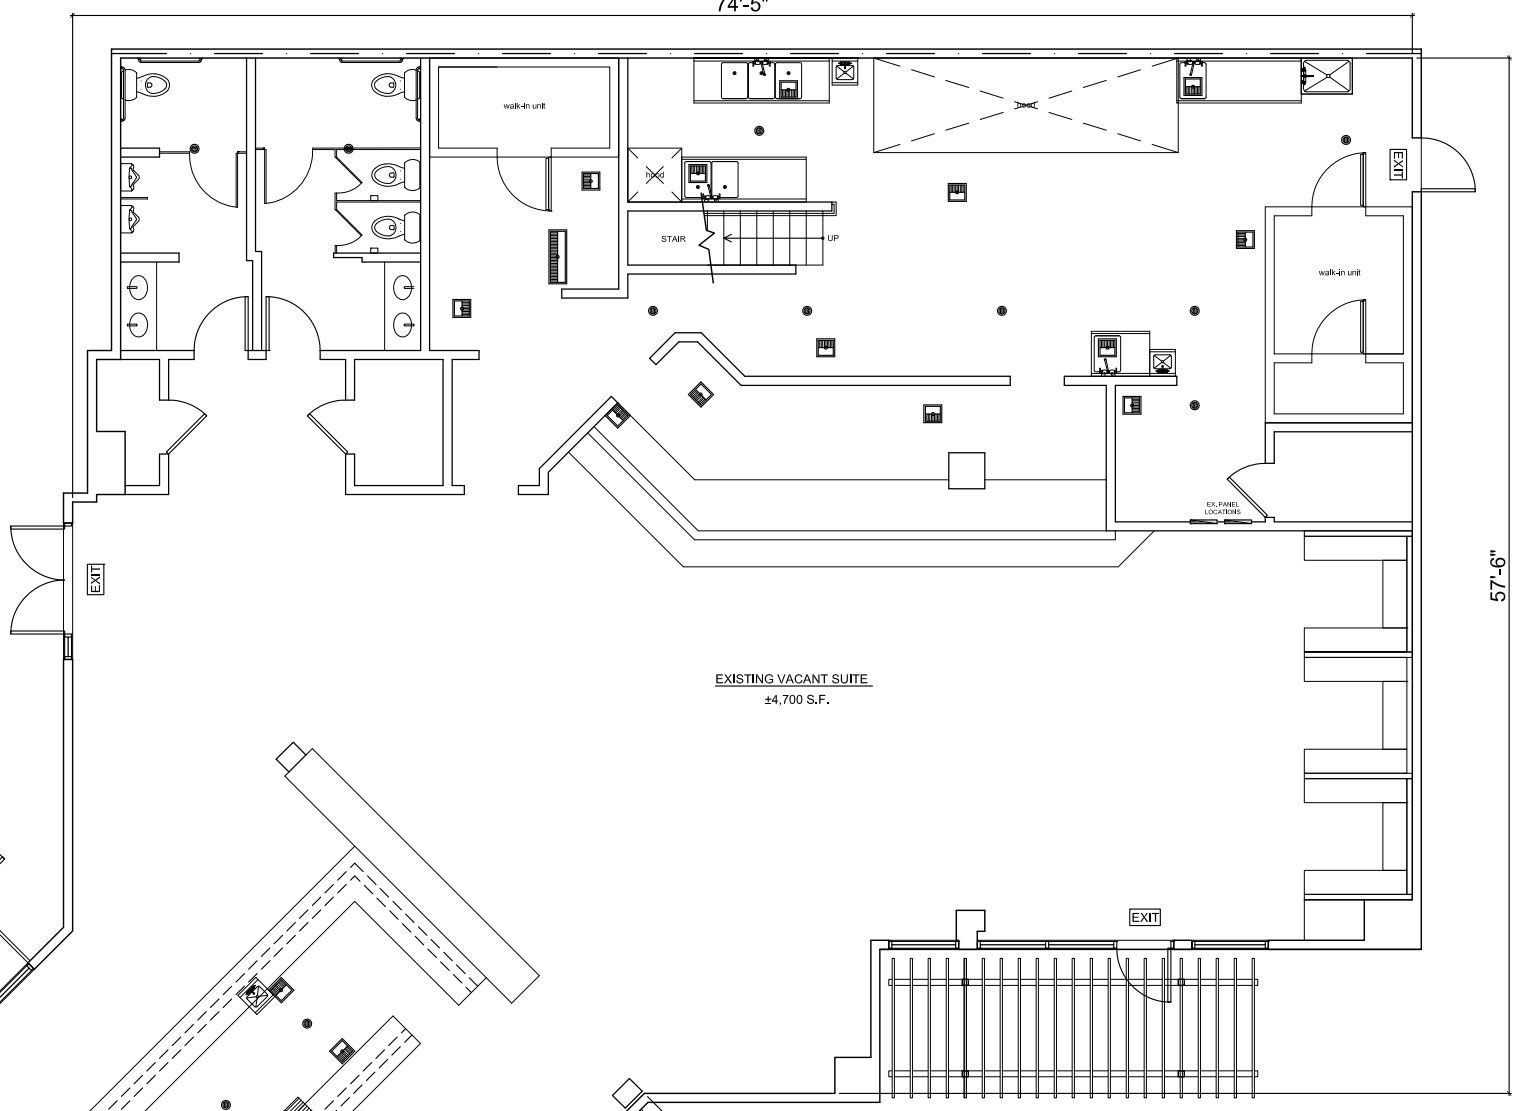 74'-5"
walk-in unit
hood
EXIT
hood
STAIR
UP
walk-in unit
EX. PANEL
LOCATIONS
EXIT
57'-6"
EXISTING VACANT SUITE
±4,700 S.F.
EXIT